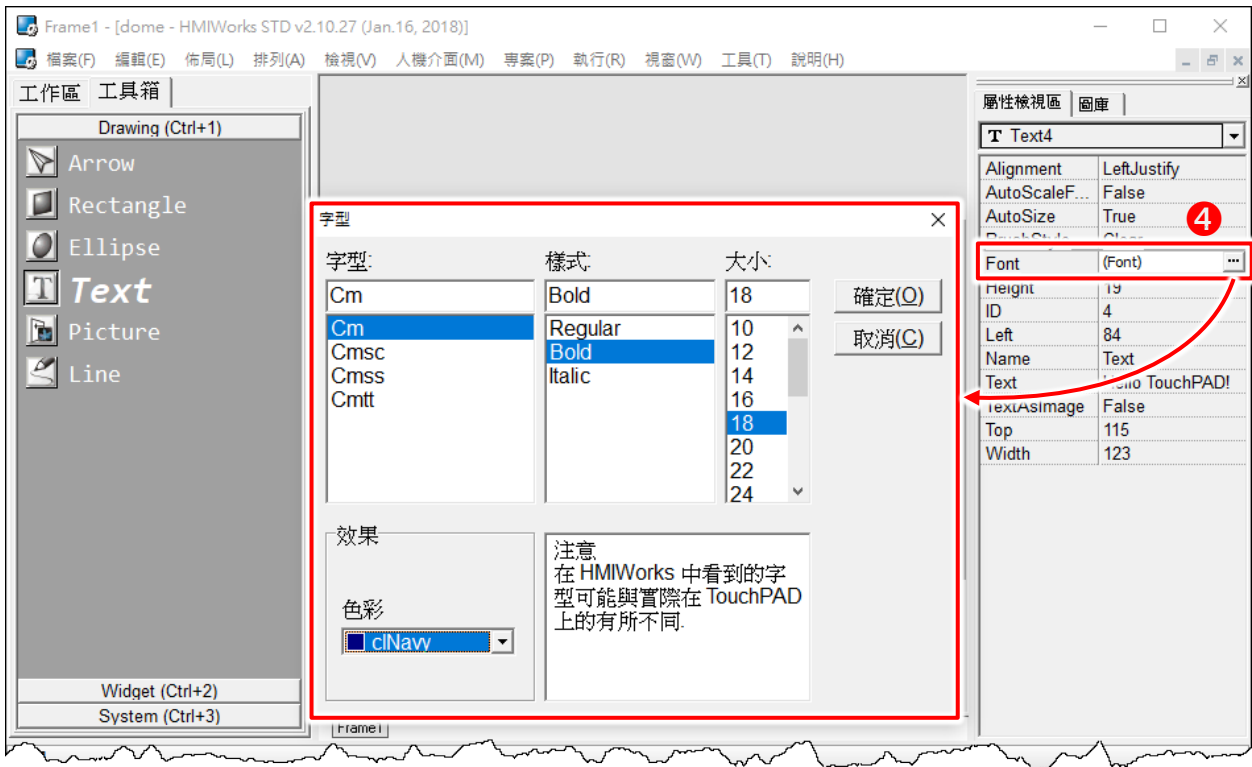 Frame1 - [dome - HMIWorks STD v2.10.27 (Jan.16, 2018)]
檔案(F) 編輯(E) 佈局(L) 排列(A) 檢視(V) 人機介面(M) 專案(P) 執行(R) 視窗(W) 工具(T) 說明(H)
工作區 工具箱
Drawing (Ctrl+1)
Arrow
Rectangle
Ellipse
Text
Picture
Line
Widget (Ctrl+2)
System (Ctrl+3)
字型
字型:
Cm
Cm
Cmsc
Cmss
Cmtt
樣式:
Bold
Regular
Bold
Italic
大小:
18
10
12
14
16
18
20
22
24
確定(O)
取消(C)
效果
色彩
clNavy
注意
在 HMIWorks 中看到的字
型可能與實際在 TouchPAD
上的有所不同.
Frame1
屬性檢視區 圖庫
T Text4
Alignment LeftJustify
AutoScaleF... False
AutoSize True
4
Font (Font) ...
Height 19
ID 4
Left 84
Name Text
Text Hello TouchPAD!
TextAsImage False
Top 115
Width 123